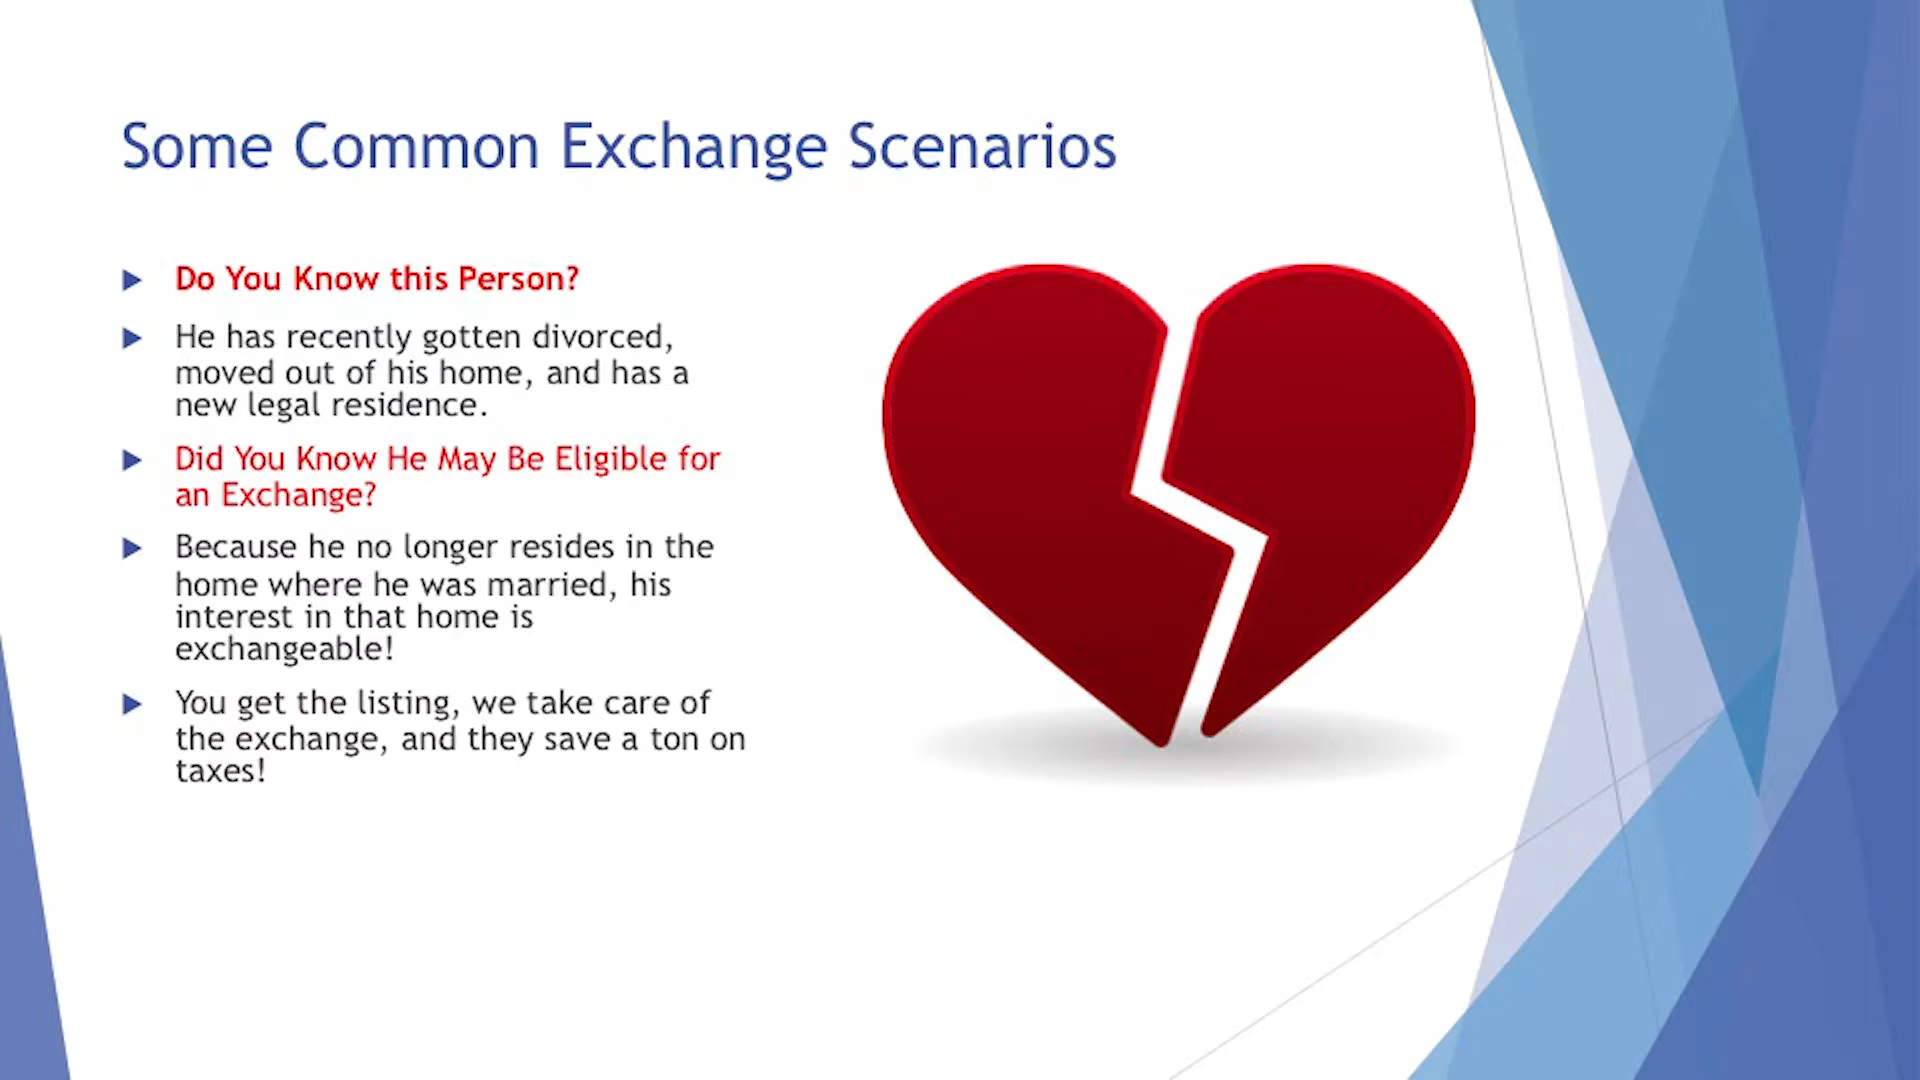 Some Common Exchange Scenarios
Do You Know this Person?
He has recently gotten divorced,
moved out of his home, and has a
new legal residence.
Did You Know He May Be Eligible for
an Exchange?
Because he no longer resides in the
home where he was married, his
interest in that home is
exchangeable!
You get the listing, we take care of
the exchange, and they save a ton on
taxes!